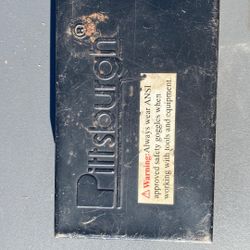 Pittsburgh®
⚠Warning: Always wear ANSI
approved safety goggles when
working with tools and equipment.